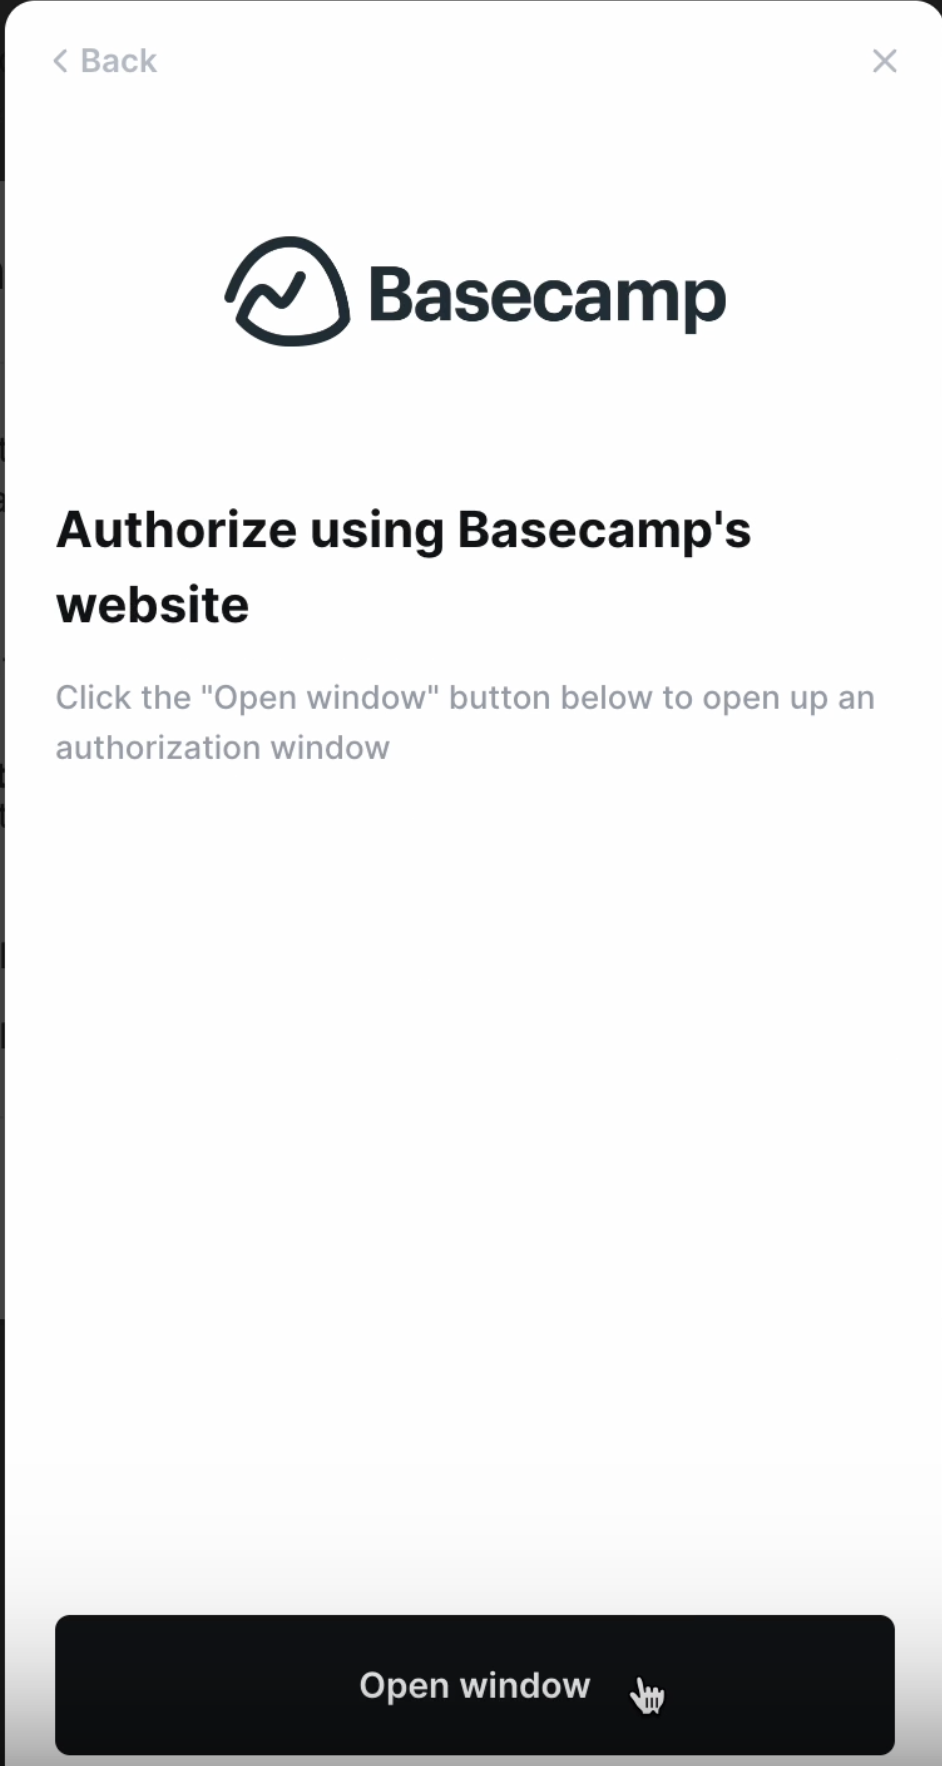 Back
Basecamp
Authorize using Basecamp's
website
Click the "Open window" button below to open up an
authorization window
Open window